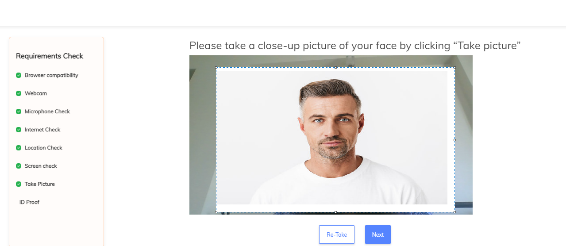 Please take a close-up picture of your face by clicking “Take picture”
Requirements Check
Browser compatibility
Webcam
Microphone Check
Internet Check
Location Check
Screen check
Take Picture
ID Proof
Re Take
Next